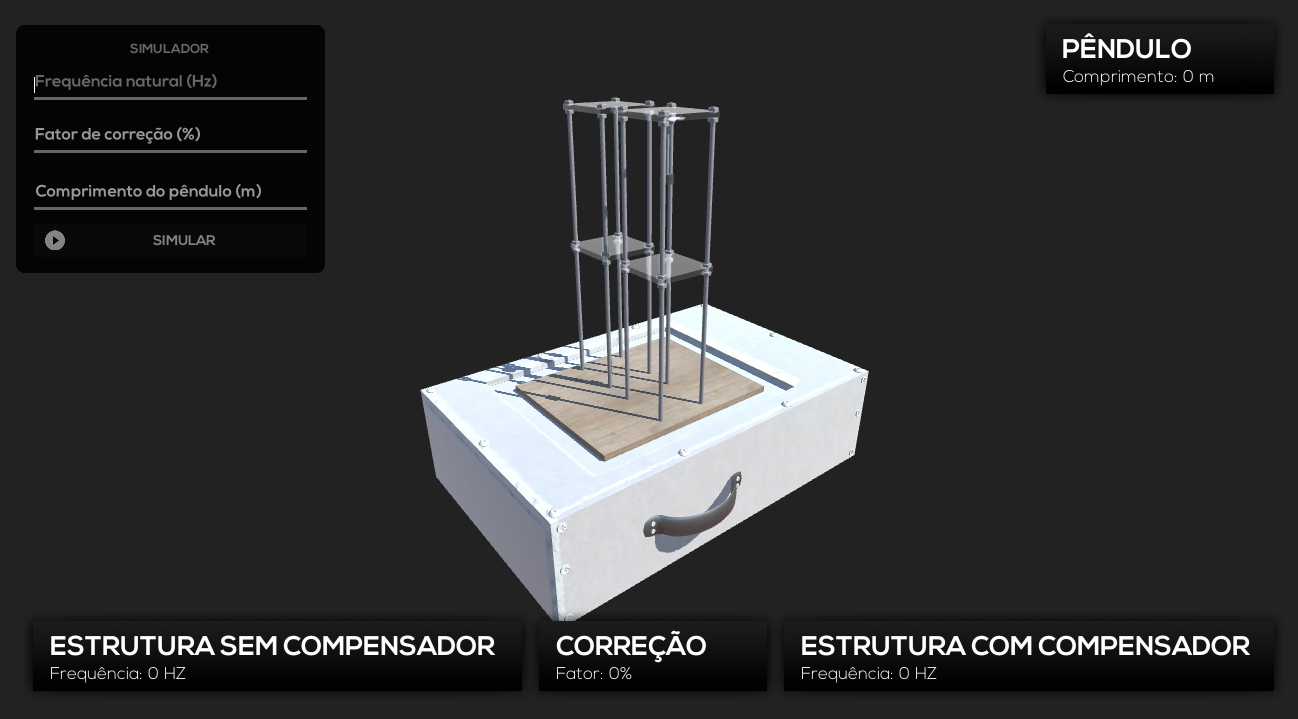 SIMULADOR
Frequência natural (Hz)
Fator de correção (%)
Comprimento do pêndulo (m)
SIMULAR
PÊNDULO
Comprimento: 0 m
ESTRUTURA SEM COMPENSADOR
Frequência: 0 HZ
CORREÇÃO
Fator: 0%
ESTRUTURA COM COMPENSADOR
Frequência: 0 HZ